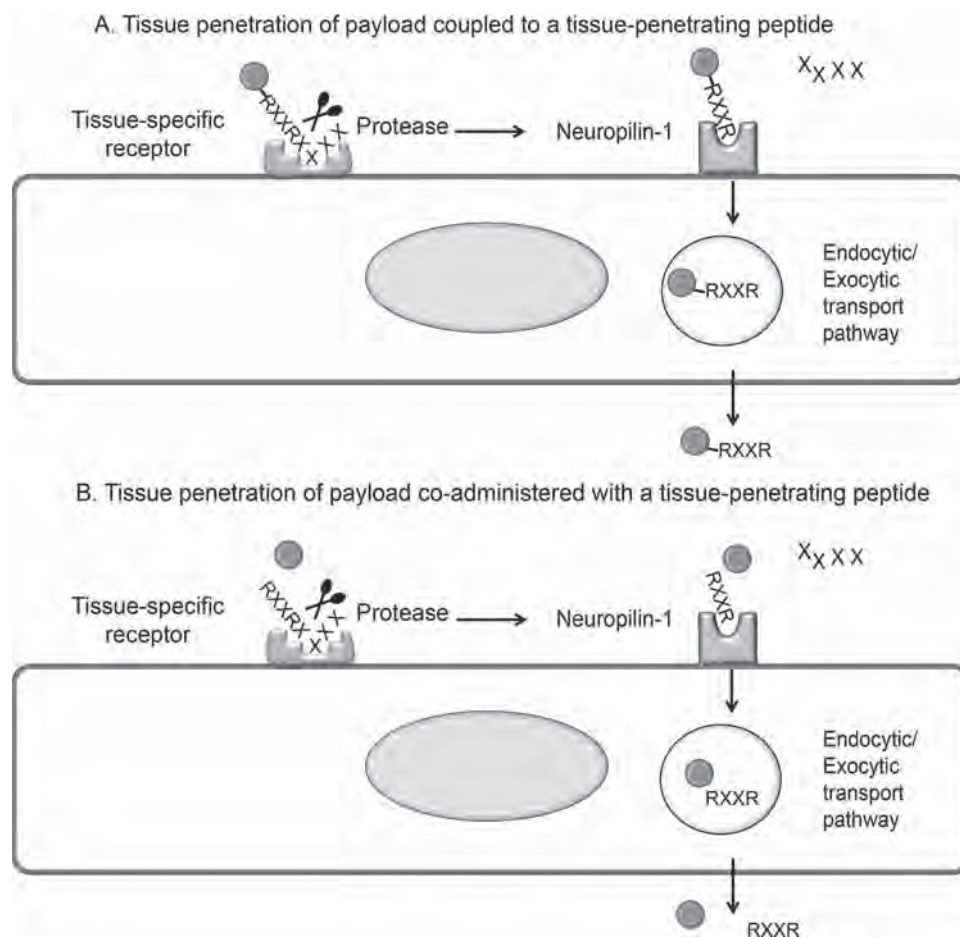 A. Tissue penetration of payload coupled to a tissue-penetrating peptide
X X X X
RXXR
RXXRX X X X
Tissue-specific
receptor
Protease
Neuropilin-1
RXXR
Endocytic/
Exocytic
transport
pathway
RXXR
B. Tissue penetration of payload co-administered with a tissue-penetrating peptide
X X X X
RXXR
RXXRX X X X
Tissue-specific
receptor
Protease
Neuropilin-1
RXXR
Endocytic/
Exocytic
transport
pathway
RXXR